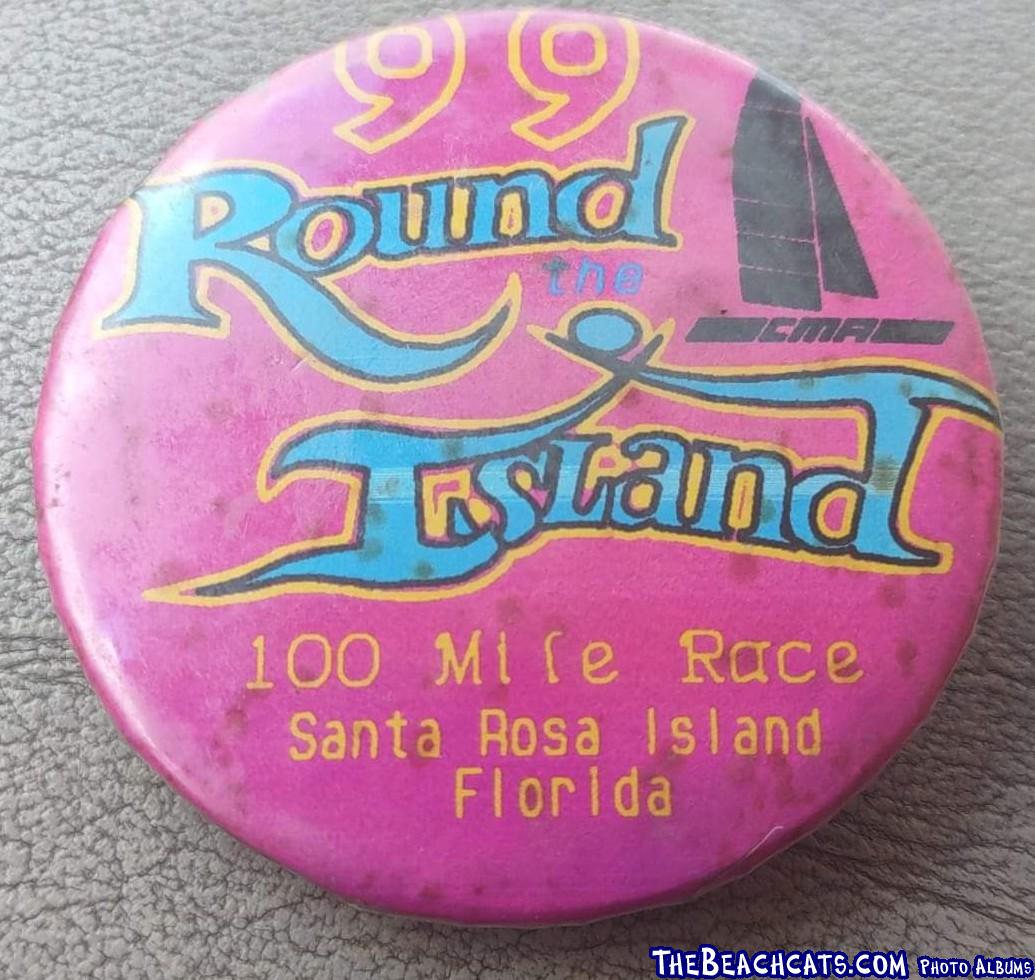 99
Round
the
CMA
Island
100 Mile Race
Santa Rosa Island
Florida
TheBeachcats.com Photo Albums